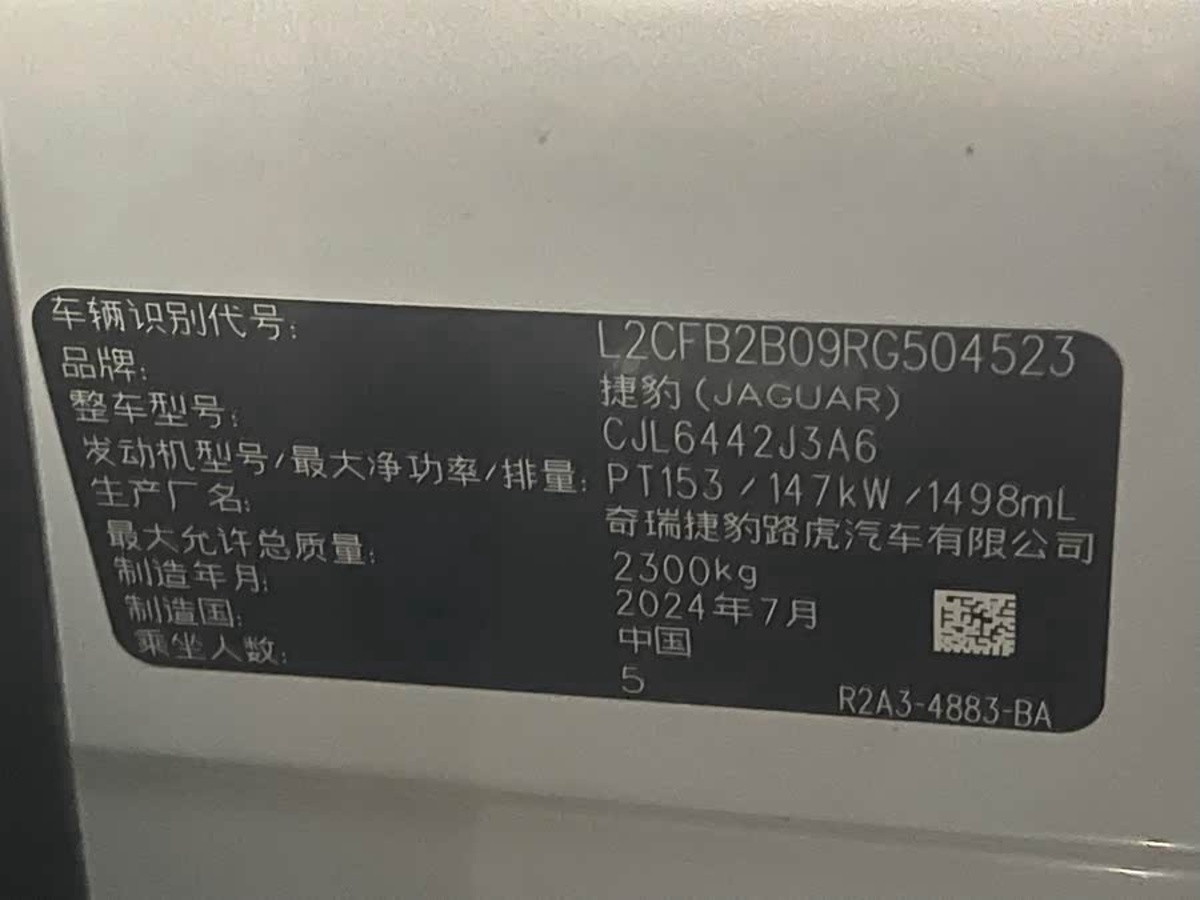 车辆识别代号: L2CFB2B09RG504523
品牌: 捷豹(JAGUAR)
整车型号: CJL6442J3A6
发动机型号/最大净功率/排量: PT153/147kW/1498mL
生产厂名: 奇瑞捷豹路虎汽车有限公司
最大允许总质量: 2300kg
制造年月: 2024年7月
制造国: 中国
乘坐人数: 5
R2A3-4883-BA